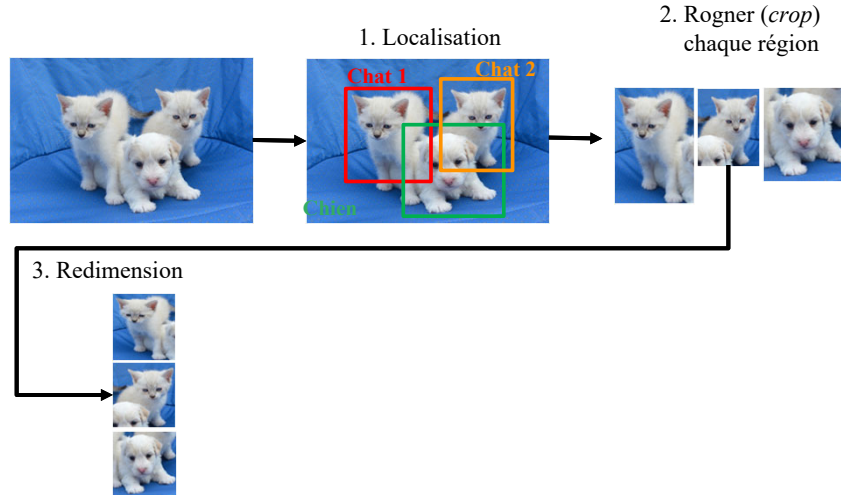 1. Localisation
Chat 1
Chat 2
Chien
2. Rogner (crop)
chaque région
3. Redimension